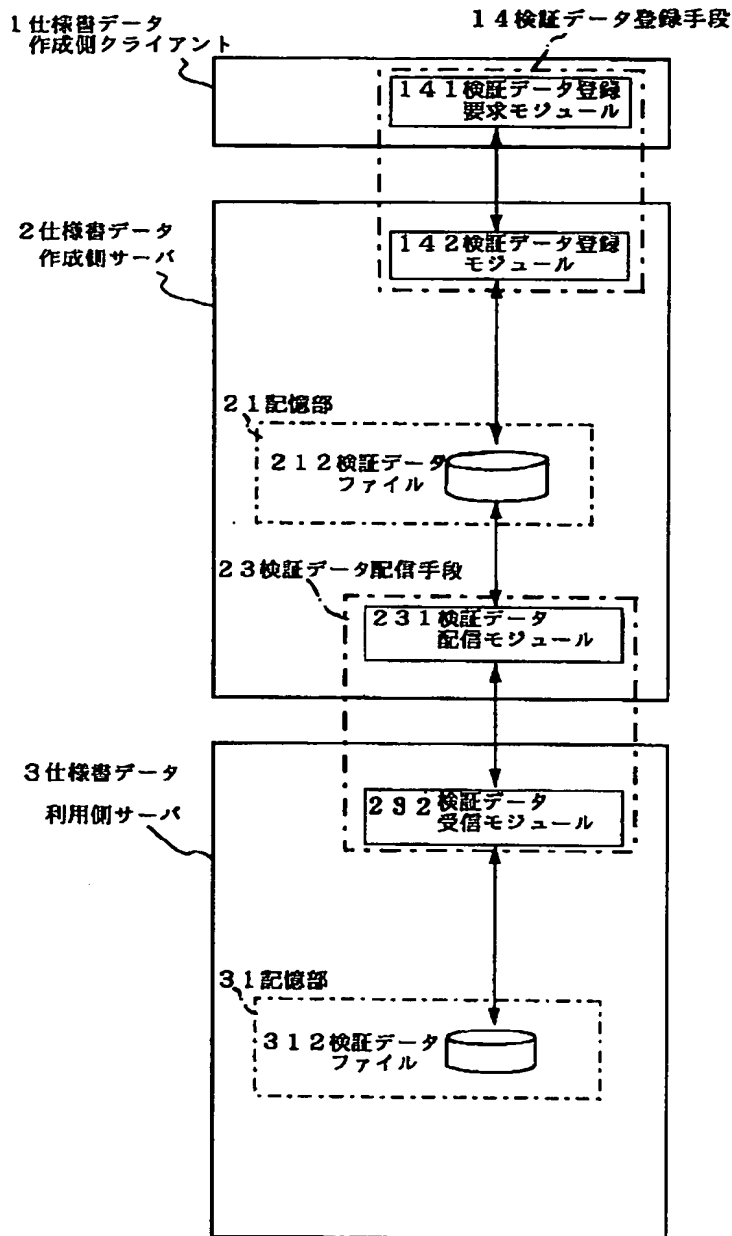 1仕様書データ
作成側クライアント
14検証データ登録手段
141検証データ登録
要求モジュール
2仕様書データ
作成側サーバ
142検証データ登録
モジュール
21記憶部
212検証データ
ファイル
23検証データ配信手段
231検証データ
配信モジュール
3仕様書データ
利用側サーバ
232検証データ
受信モジュール
31記憶部
312検証データ
ファイル